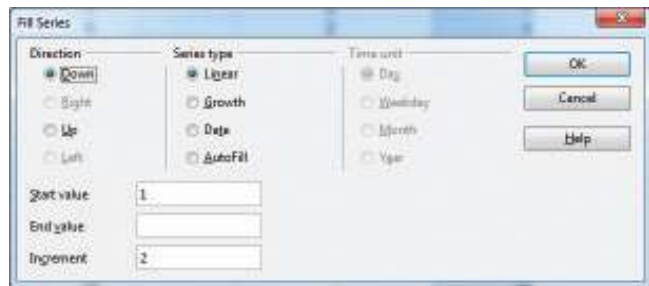 Fill Series
Direction
Down
Right
Up
Left
Series type
Linear
Growth
Date
AutoFill
Time unit
Day
Weekday
Month
Year
OK
Cancel
Help
Start value 1
End value
Increment 2